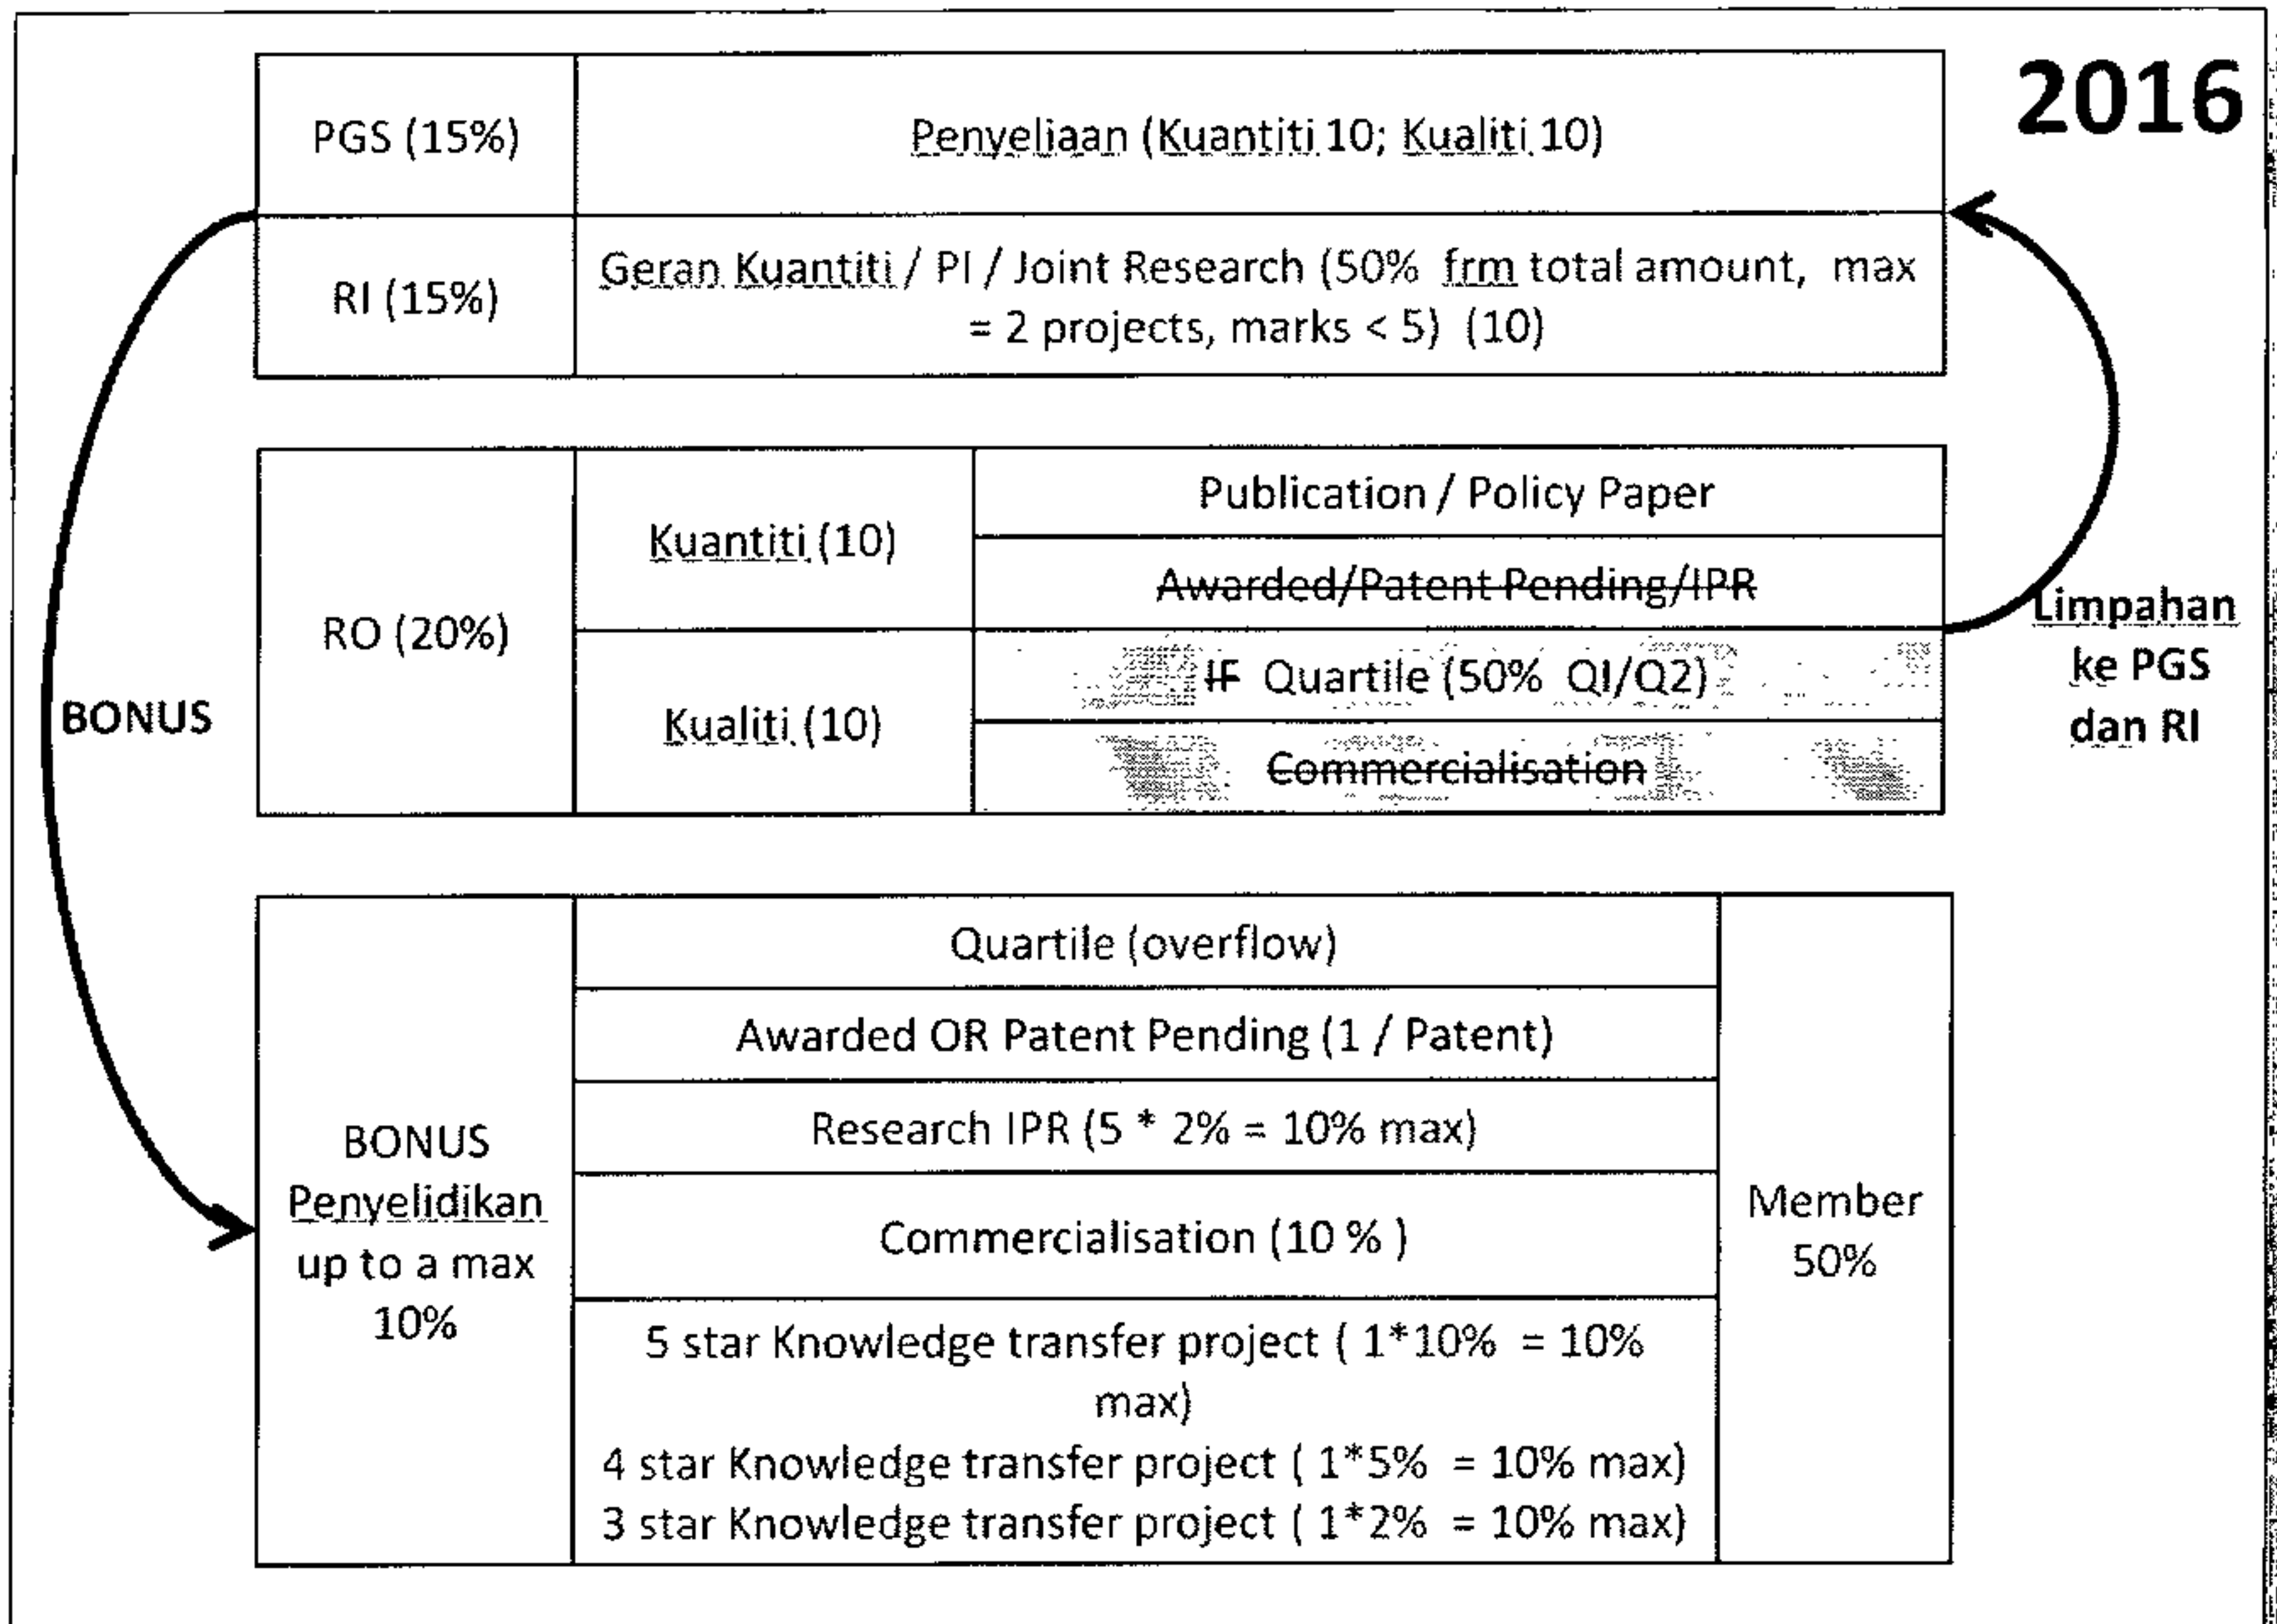 2016
PGS (15%)
Penyeliaan (Kuantiti 10; Kualiti 10)
RI (15%)
Geran Kuantiti / PI / Joint Research (50% frm total amount, max
= 2 projects, marks < 5) (10)
RO (20%)
Kuantiti (10)
Publication / Policy Paper
Awarded/Patent Pending/IPR
Kualiti (10)
IF Quartile (50% QI/Q2)
Commercialisation
Limpahan
ke PGS
dan RI
BONUS
BONUS
Penyelidikan
up to a max
10%
Quartile (overflow)
Awarded OR Patent Pending (1 / Patent)
Research IPR (5 * 2% = 10% max)
Commercialisation (10 % )
5 star Knowledge transfer project ( 1*10% = 10%
max)
4 star Knowledge transfer project ( 1*5% = 10% max)
3 star Knowledge transfer project ( 1*2% = 10% max)
Member
50%